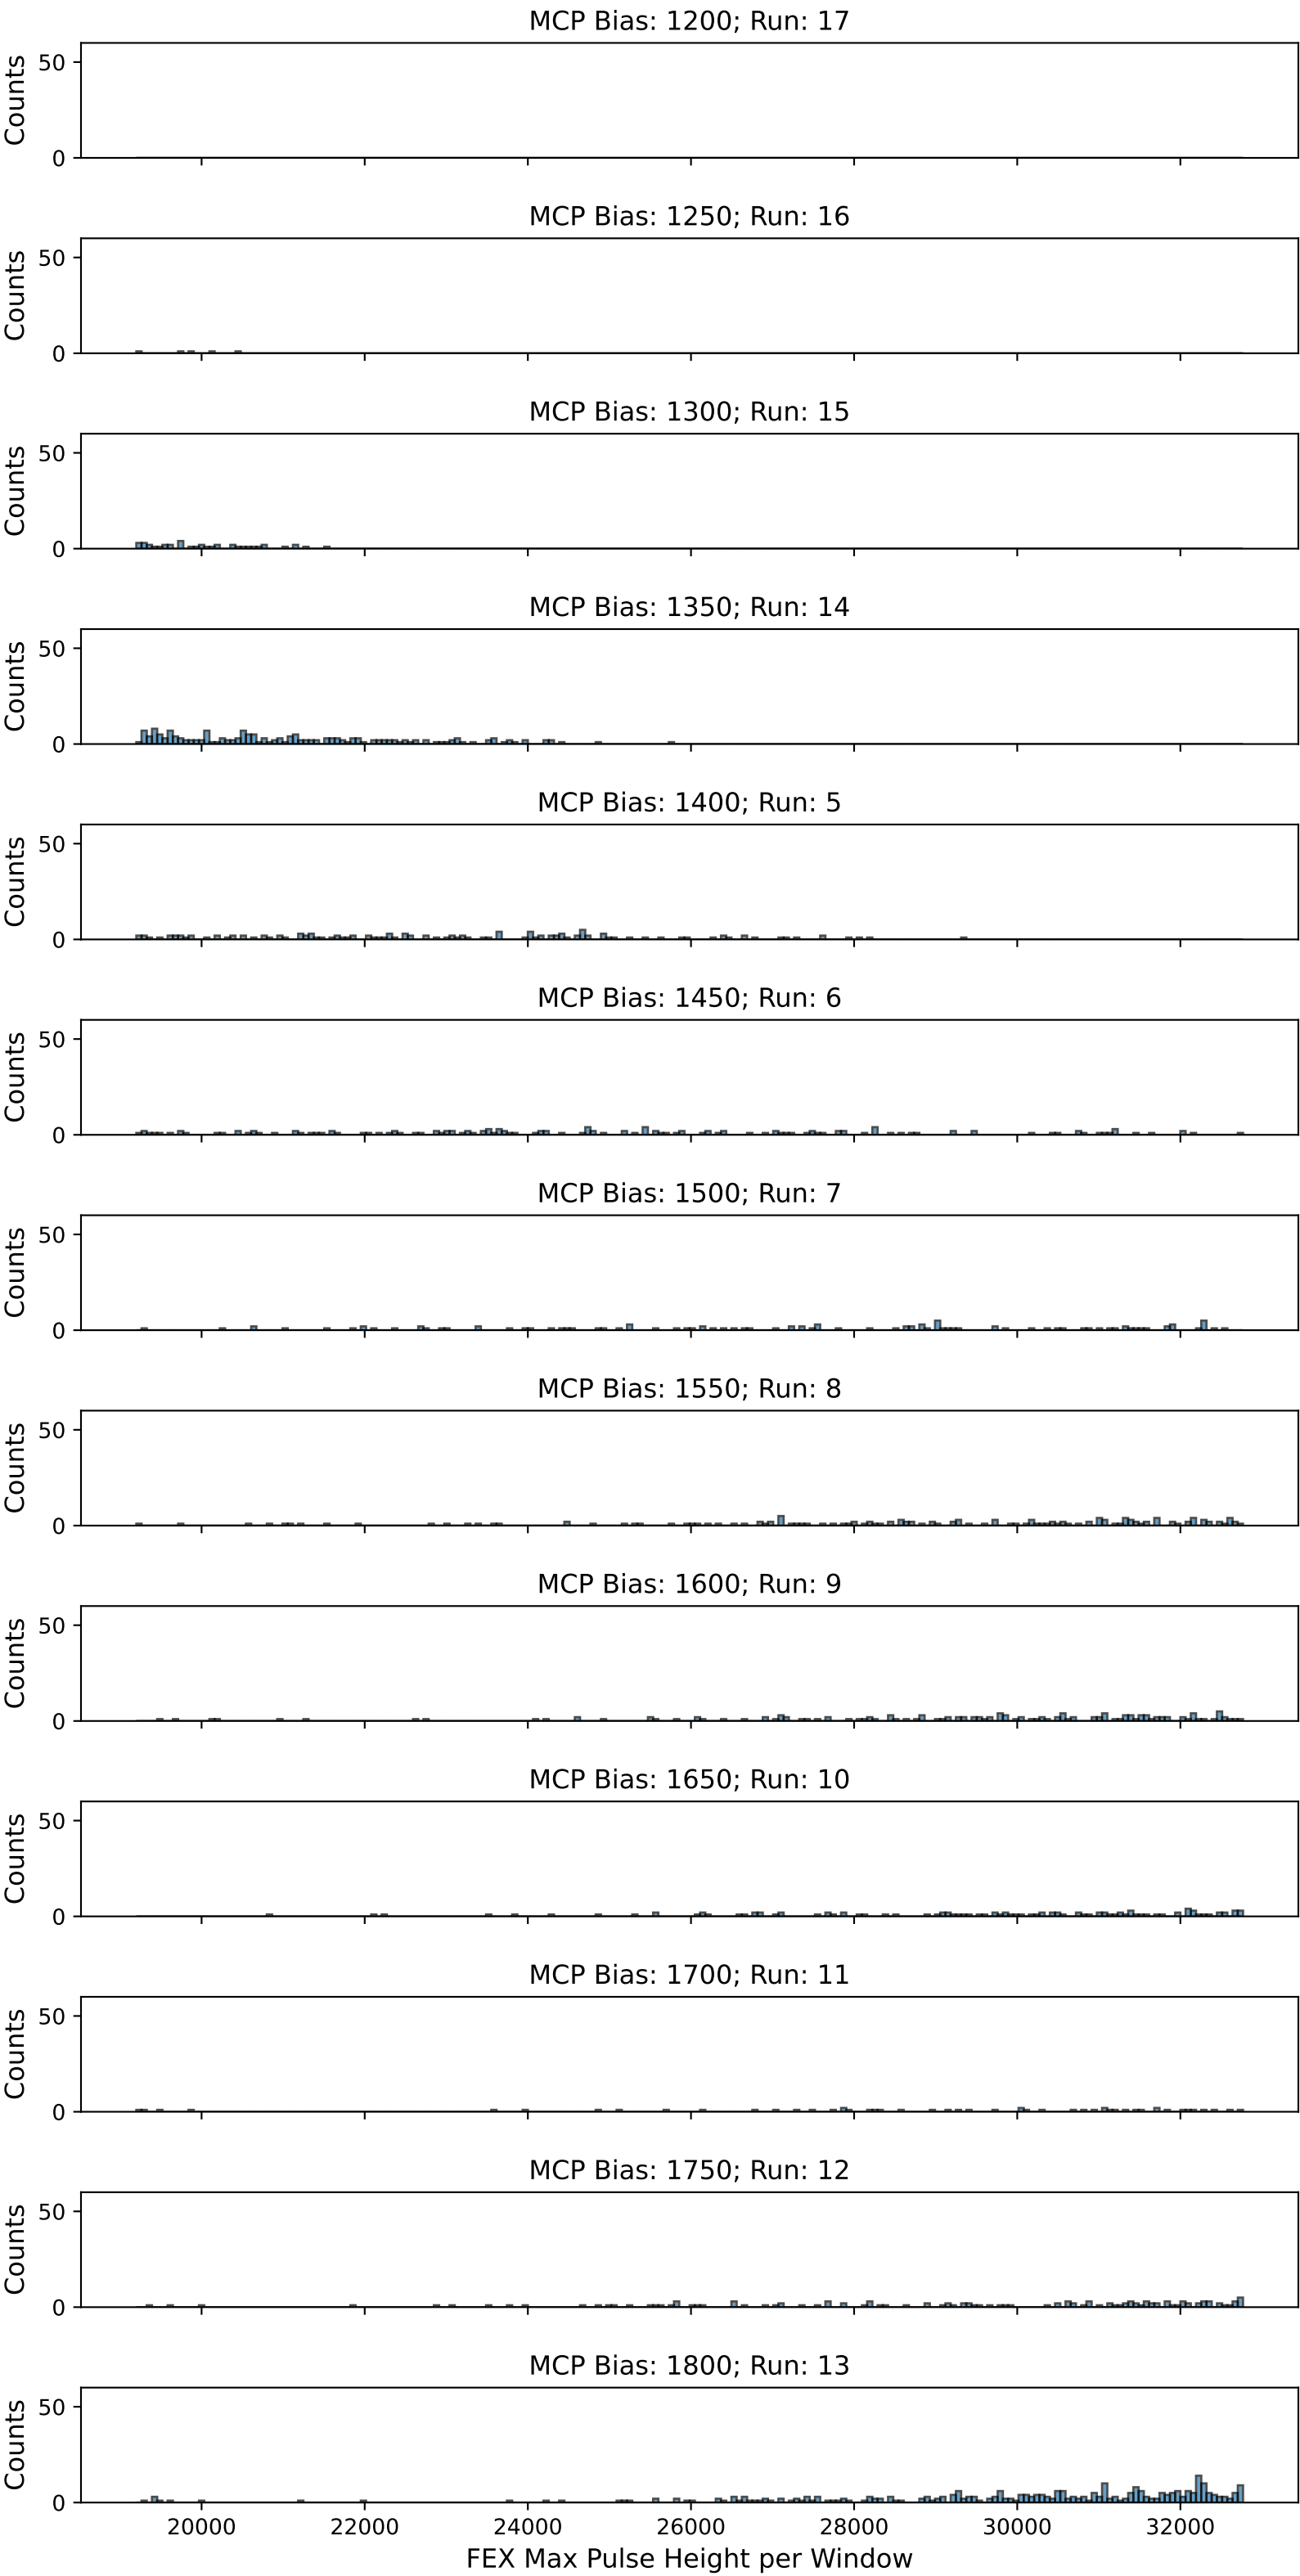 MCP Bias: 1200; Run: 17
50
Counts
0
MCP Bias: 1250; Run: 16
50
Counts
0
MCP Bias: 1300; Run: 15
50
Counts
0
MCP Bias: 1350; Run: 14
50
Counts
0
MCP Bias: 1400; Run: 5
50
Counts
0
MCP Bias: 1450; Run: 6
50
Counts
0
MCP Bias: 1500; Run: 7
50
Counts
0
MCP Bias: 1550; Run: 8
50
Counts
0
MCP Bias: 1600; Run: 9
50
Counts
0
MCP Bias: 1650; Run: 10
50
Counts
0
MCP Bias: 1700; Run: 11
50
Counts
0
MCP Bias: 1750; Run: 12
50
Counts
0
MCP Bias: 1800; Run: 13
50
Counts
0
20000 22000 24000 26000 28000 30000 32000
FEX Max Pulse Height per Window